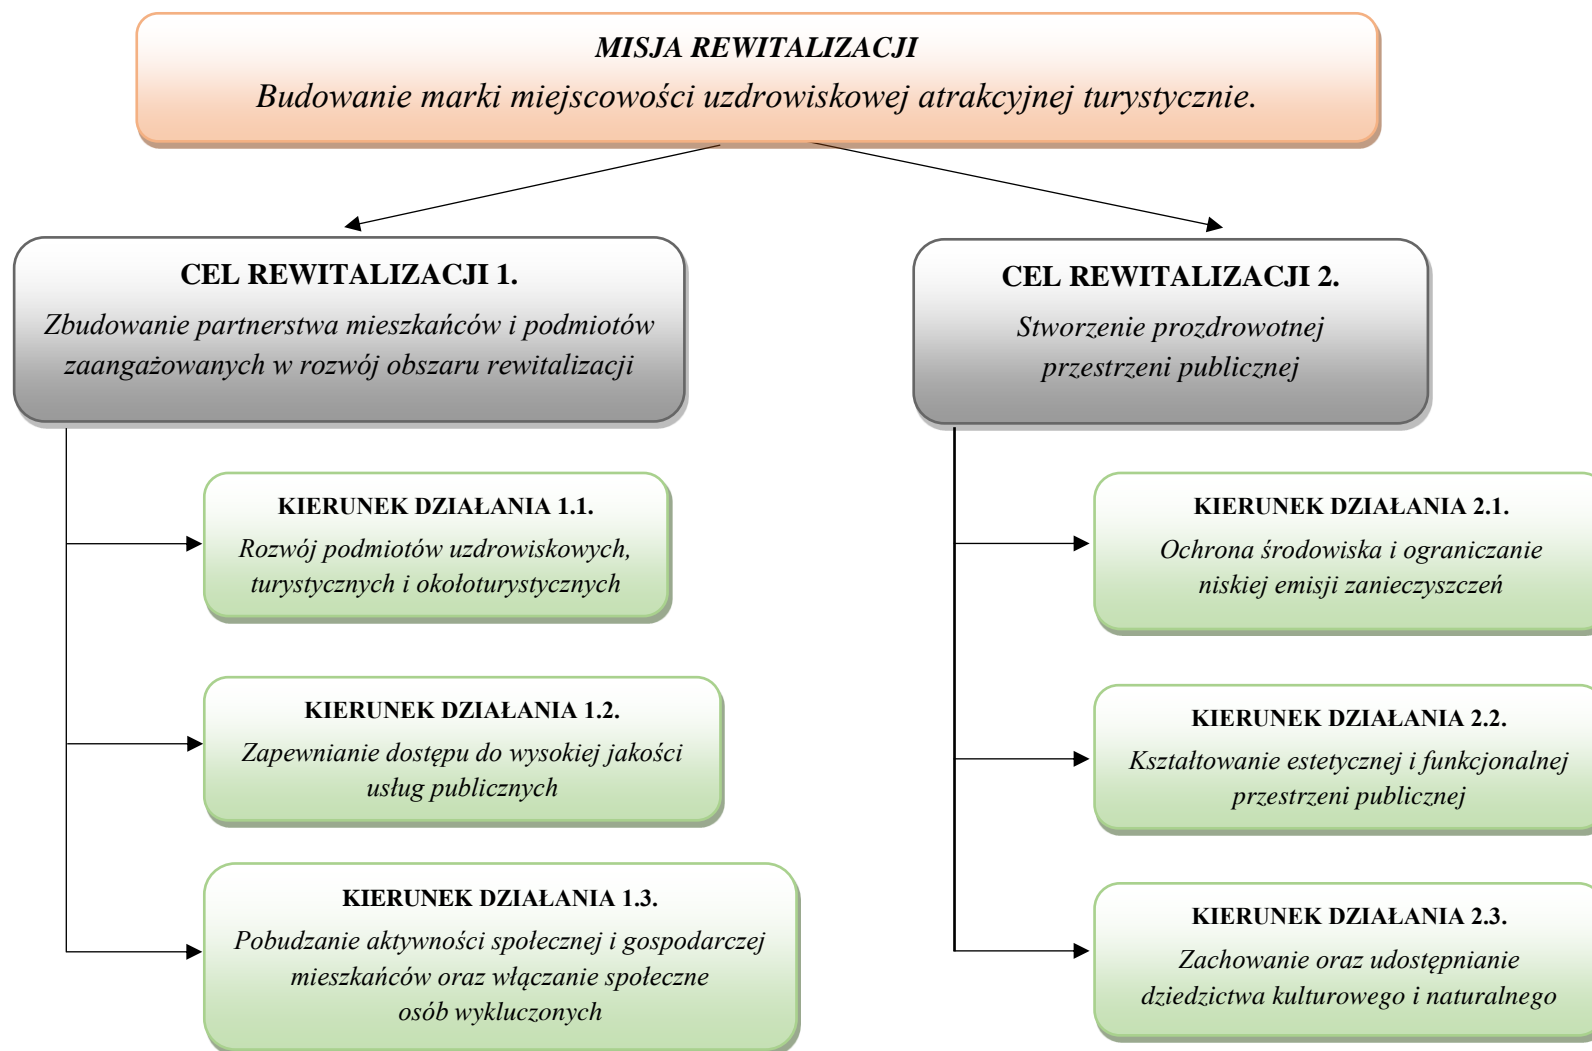 MISJA REWITALIZACJI
Budowanie marki miejscowości uzdrowiskowej atrakcyjnej turystycznie.
CEL REWITALIZACJI 1.
Zbudowanie partnerstwa mieszkańców i podmiotów
zaangażowanych w rozwój obszaru rewitalizacji
KIERUNEK DZIAŁANIA 1.1.
Rozwój podmiotów uzdrowiskowych,
turystycznych i okołoturystycznych
KIERUNEK DZIAŁANIA 1.2.
Zapewnianie dostępu do wysokiej jakości
usług publicznych
KIERUNEK DZIAŁANIA 1.3.
Pobudzanie aktywności społecznej i gospodarczej
mieszkańców oraz włączanie społeczne
osób wykluczonych
CEL REWITALIZACJI 2.
Stworzenie prozdrowotnej
przestrzeni publicznej
KIERUNEK DZIAŁANIA 2.1.
Ochrona środowiska i ograniczanie
niskiej emisji zanieczyszczeń
KIERUNEK DZIAŁANIA 2.2.
Kształtowanie estetycznej i funkcjonalnej
przestrzeni publicznej
KIERUNEK DZIAŁANIA 2.3.
Zachowanie oraz udostępnianie
dziedzictwa kulturowego i naturalnego